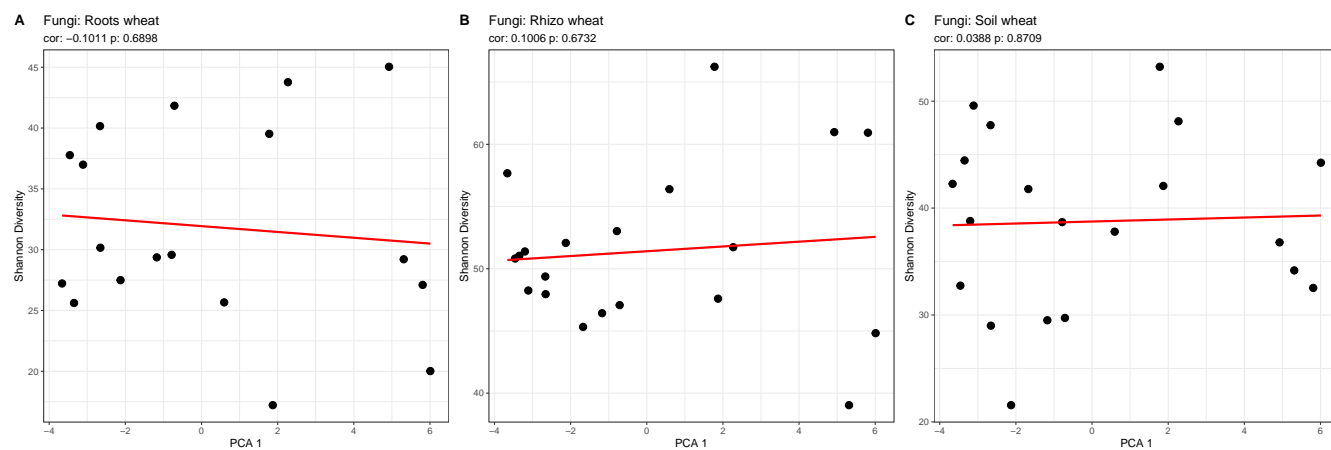 A
Fungi: Roots wheat
cor: −0.1011 p: 0.6898
Shannon Diversity
45
40
35
30
25
20
−4
−2
0
2
4
6
PCA 1
B
Fungi: Rhizo wheat
cor: 0.1006 p: 0.6732
Shannon Diversity
60
50
40
−4
−2
0
2
4
6
PCA 1
C
Fungi: Soil wheat
cor: 0.0388 p: 0.8709
Shannon Diversity
50
40
30
20
−4
−2
0
2
4
6
PCA 1